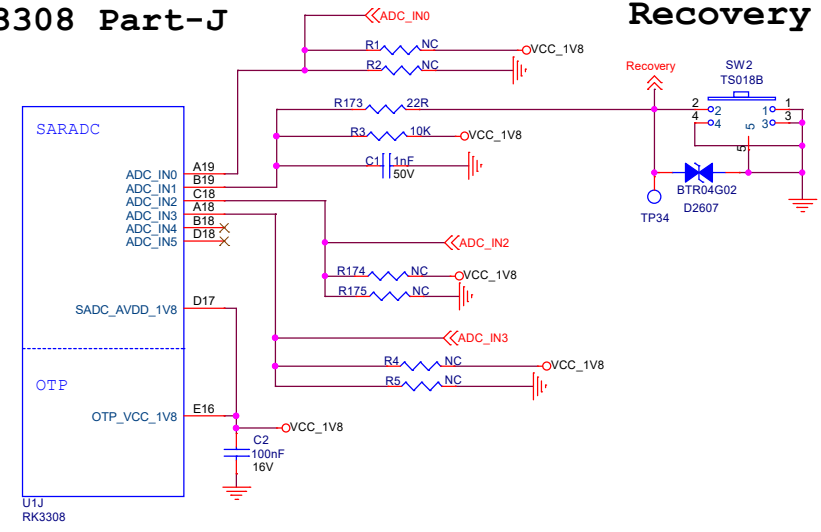 3308 Part-J
Recovery
ADC_IN0
R1 NC VCC_1V8
R2 NC
Recovery
SW2
TS018B
R173 22R
2 2 1 1
4 4 3 3
5
5
R3 10K VCC_1V8
C1 1nF
50V
SARADC
ADC_IN0 A19
ADC_IN1 B19
ADC_IN2 C18
ADC_IN3 A18
ADC_IN4 B18
ADC_IN5 D18
BTR04G02
D2607
TP34
ADC_IN2
R174 NC VCC_1V8
R175 NC
SADC_AVDD_1V8 D17
ADC_IN3
R4 NC VCC_1V8
R5 NC
OTP
OTP_VCC_1V8 E16
VCC_1V8
C2
100nF
16V
U1J
RK3308